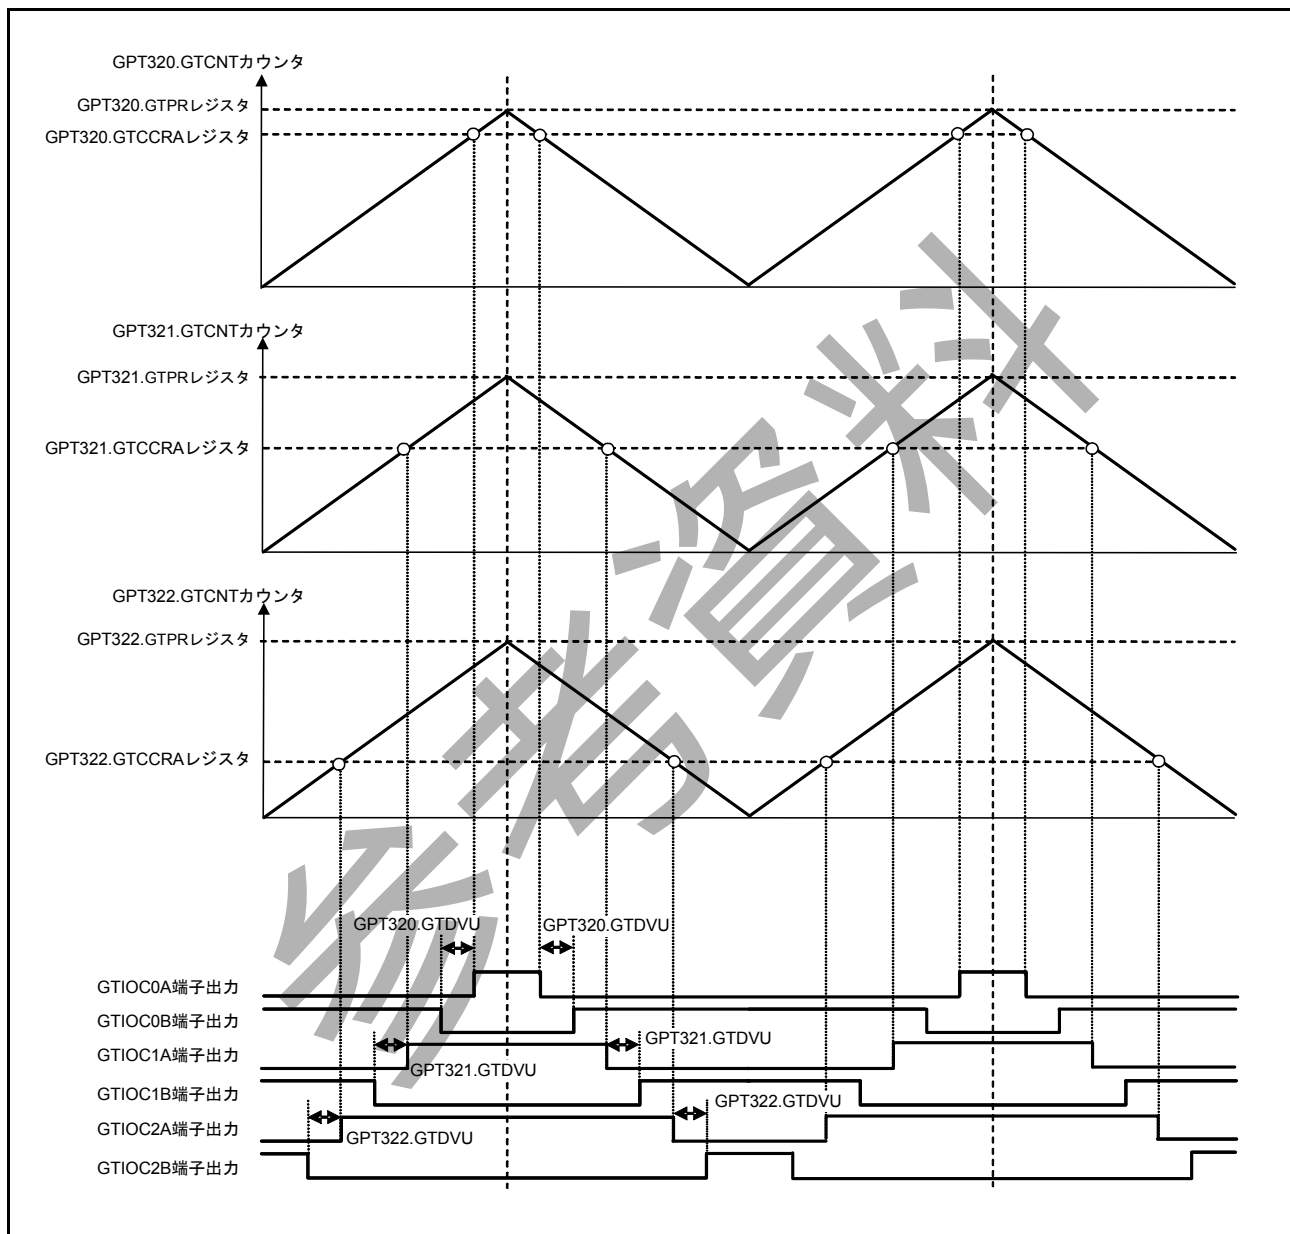 GPT320.GTCNTカウンタ
GPT320.GTPRレジスタ
GPT320.GTCCRAレジスタ
GPT321.GTCNTカウンタ
GPT321.GTPRレジスタ
GPT321.GTCCRAレジスタ
GPT322.GTCNTカウンタ
GPT322.GTPRレジスタ
GPT322.GTCCRAレジスタ
参考資料
GPT320.GTDVU
GPT320.GTDVU
GTIOC0A端子出力
GTIOC0B端子出力
GPT321.GTDVU
GTIOC1A端子出力
GPT321.GTDVU
GTIOC1B端子出力
GPT322.GTDVU
GTIOC2A端子出力
GPT322.GTDVU
GTIOC2B端子出力